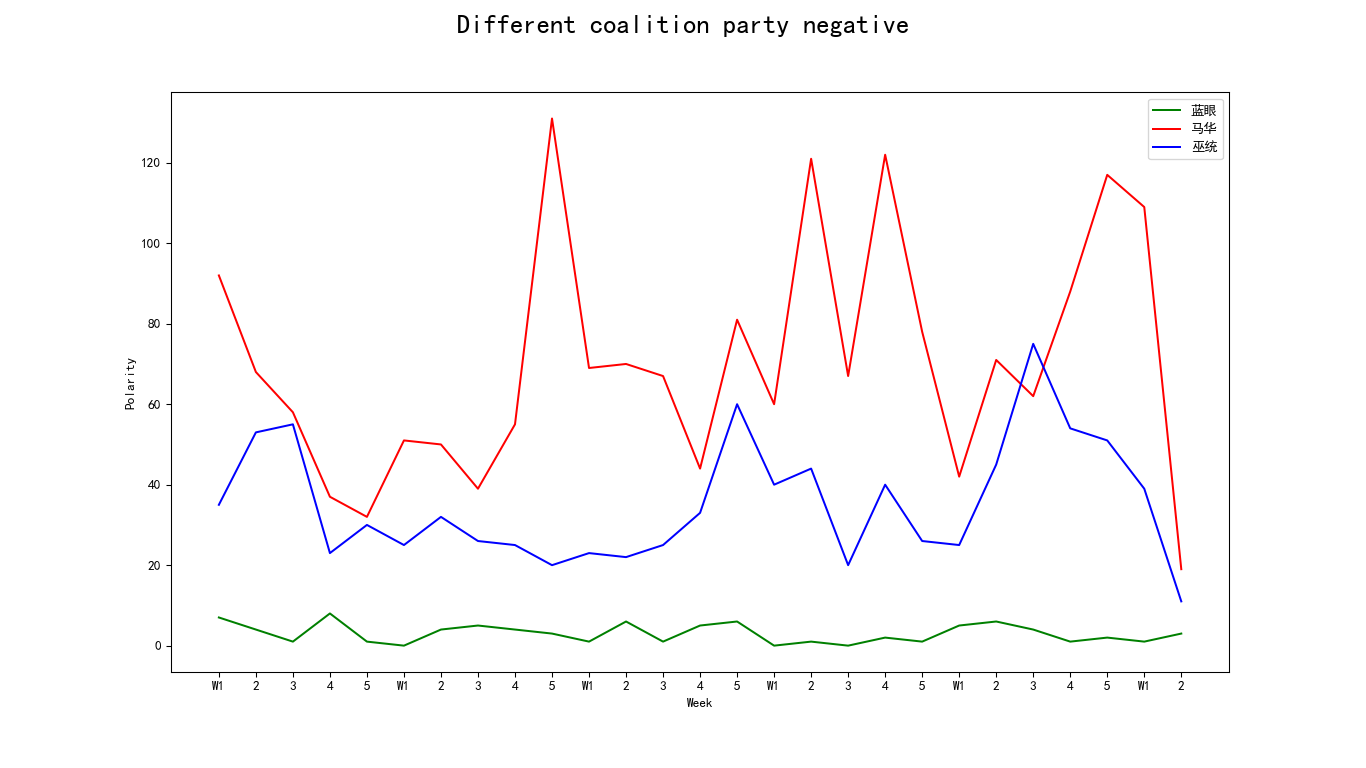 Different coalition party negative
蓝眼
马华
巫统
120
100
80
60
40
20
0
Polarity
W1 2 3 4 5 W1 2 3 4 5 W1 2 3 4 5 W1 2 3 4 5 W1 2 3 4 5 W1 2
Week